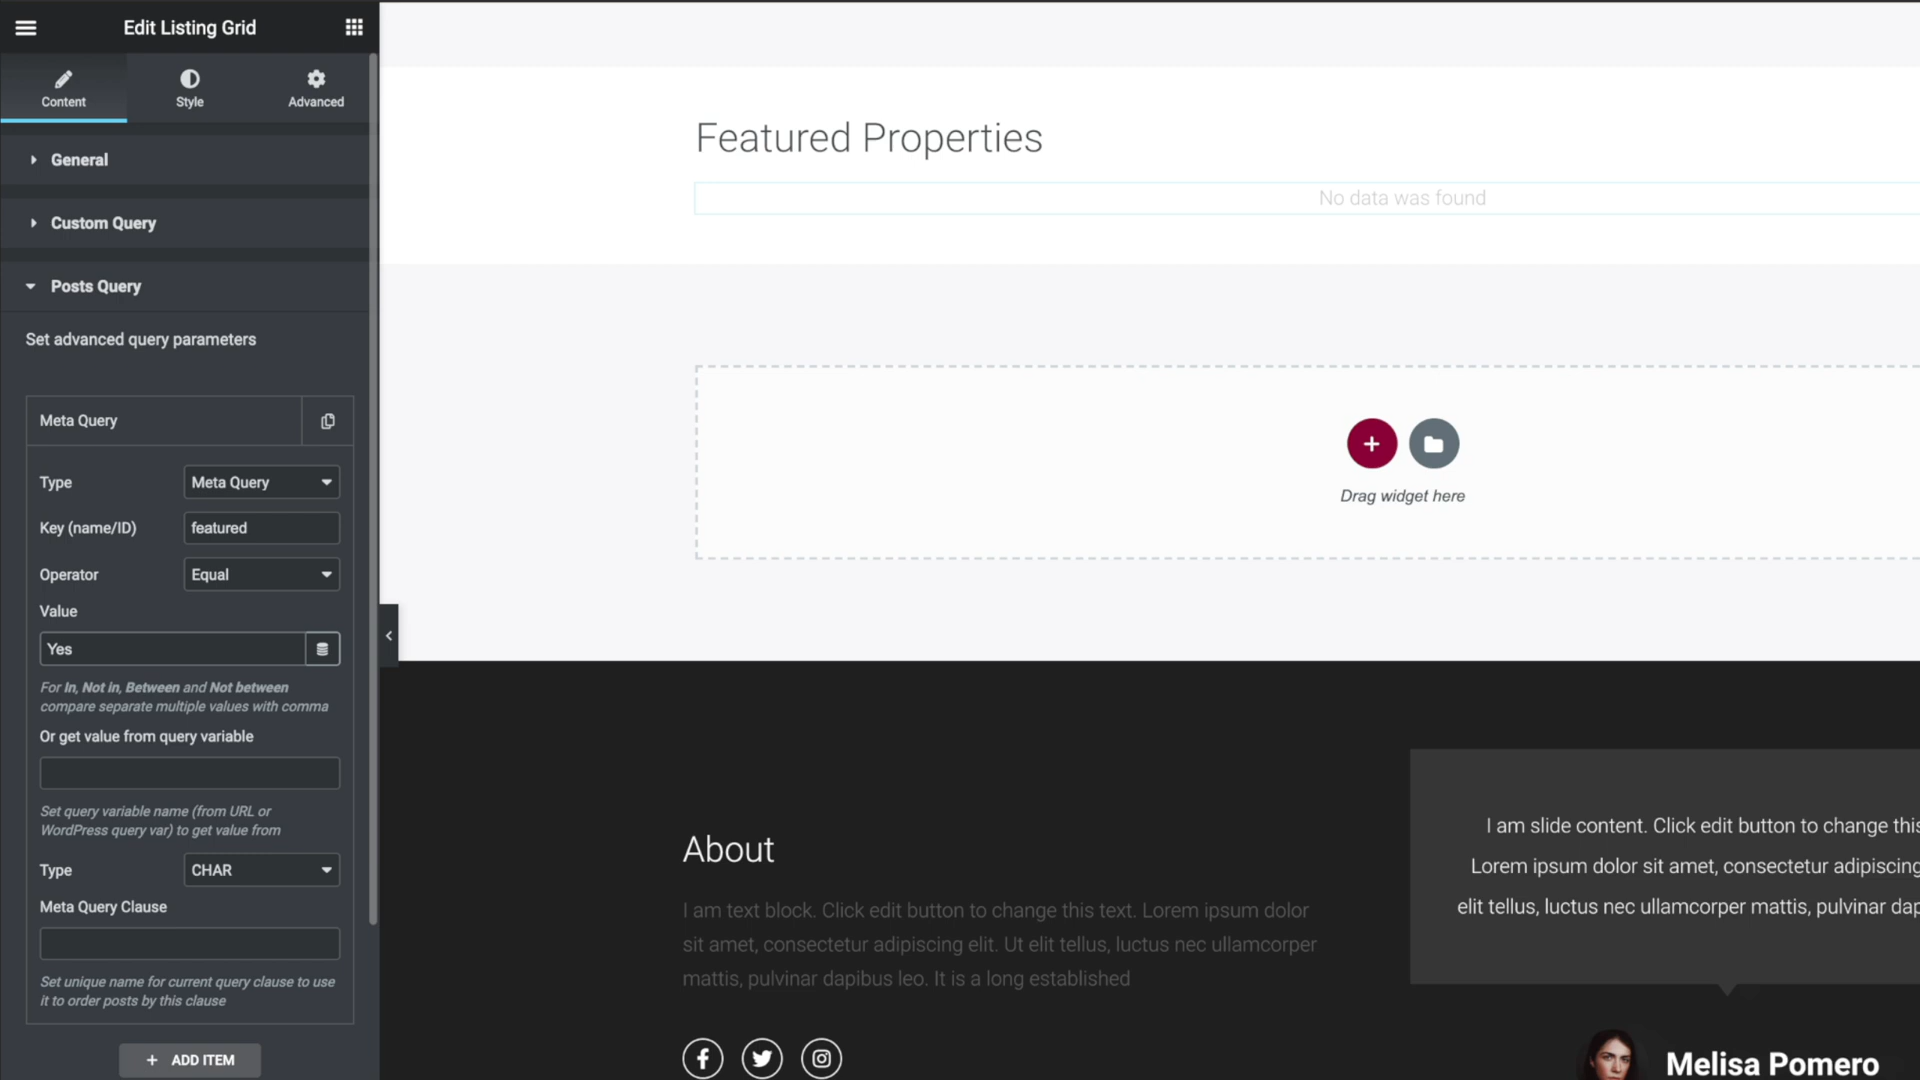 Edit Listing Grid
Content
Style
Advanced
General
Custom Query
Posts Query
Set advanced query parameters
Meta Query
Type
Meta Query
Key (name/ID)
featured
Operator
Equal
Value
Yes
For In, Not in, Between and Not between
compare separate multiple values with comma
Or get value from query variable
Set query variable name (from URL or
WordPress query var) to get value from
Type
CHAR
Meta Query Clause
Set unique name for current query clause to use
it to order posts by this clause
+ ADD ITEM
Featured Properties
No data was found
Drag widget here
About
I am text block. Click edit button to change this text. Lorem ipsum dolor
sit amet, consectetur adipiscing elit. Ut elit tellus, luctus nec ullamcorper
mattis, pulvinar dapibus leo. It is a long established
I am slide content. Click edit button to change this
Lorem ipsum dolor sit amet, consectetur adipiscing
elit tellus, luctus nec ullamcorper mattis, pulvinar dap
Melisa Pomero